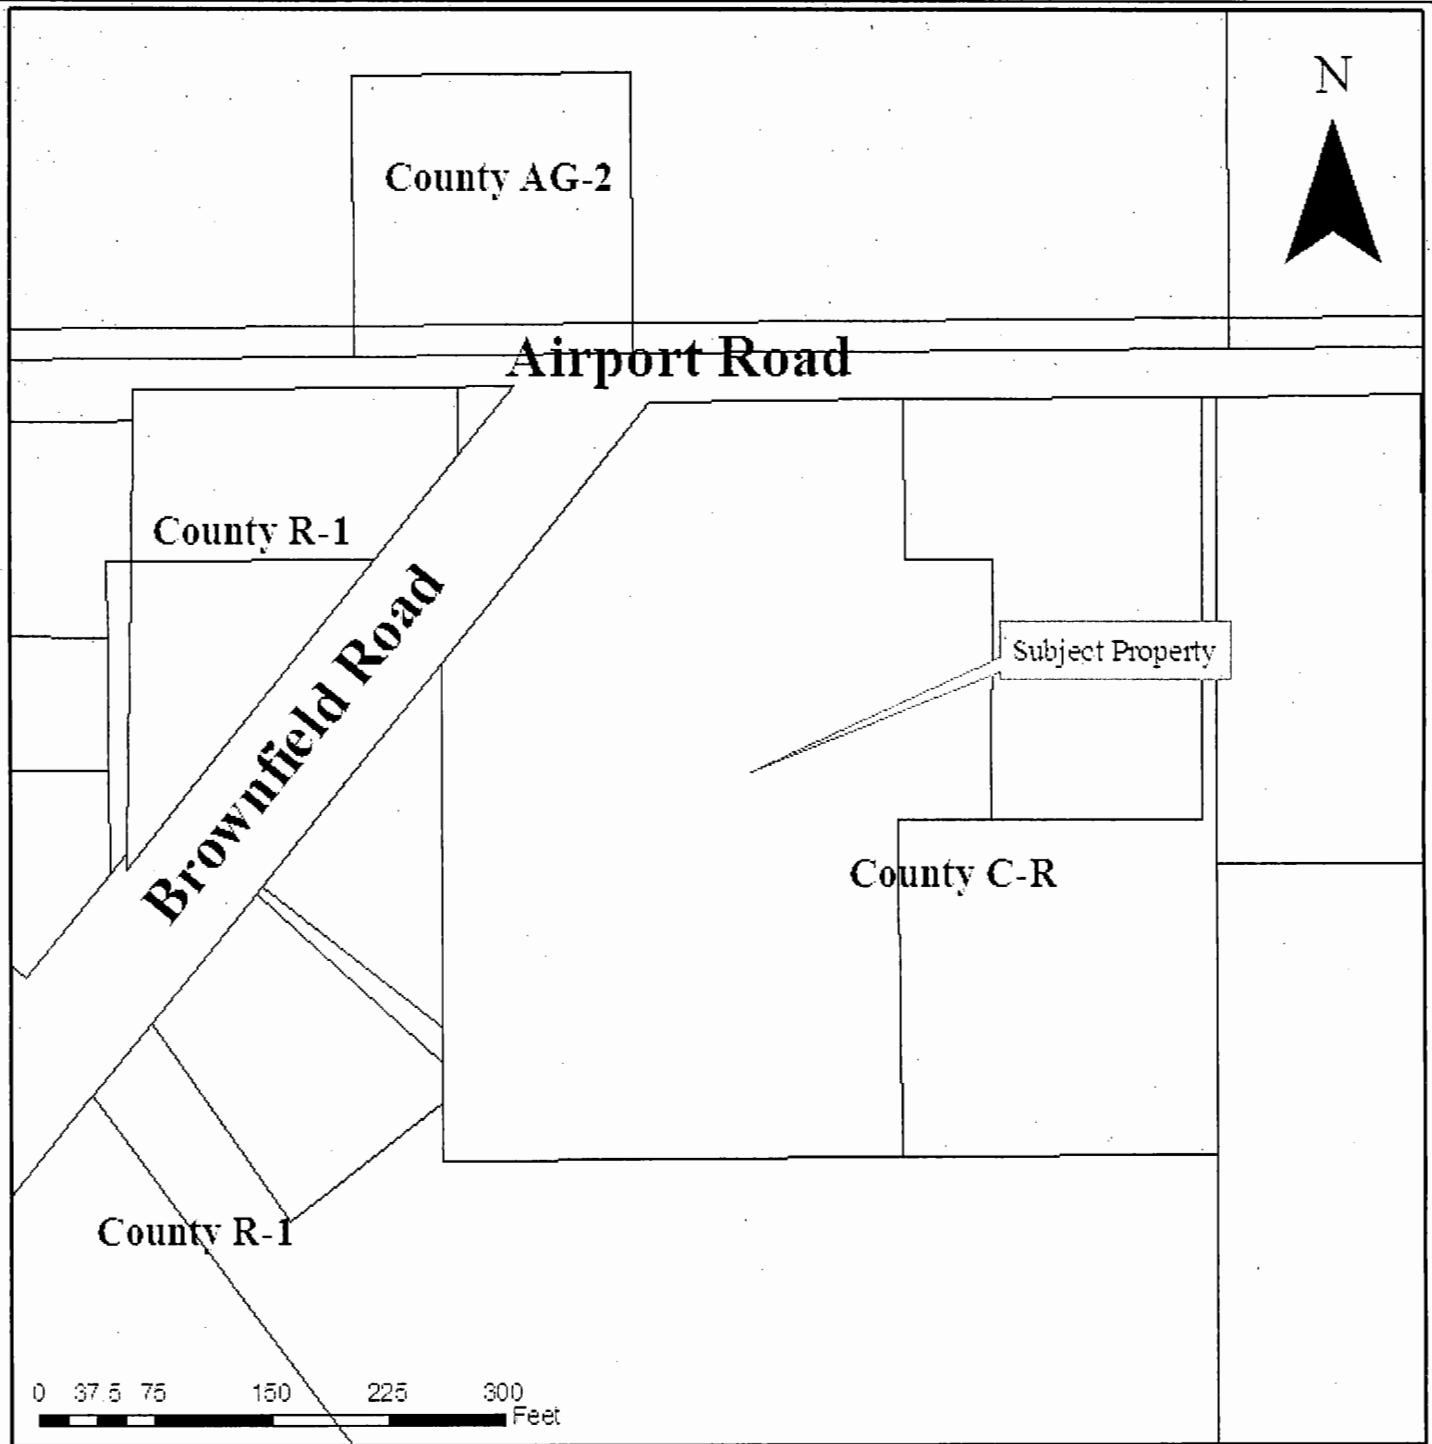 N
County AG-2
Airport Road
County R-1
Brownfield Road
Subject Property
County C-R
County R-1
0 37.5 75 150 225 300
Feet